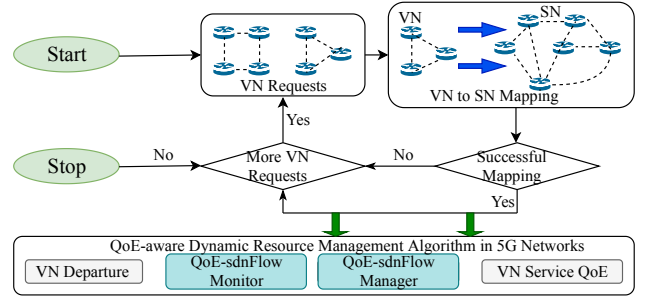 Start
VN Requests
VN
SN
VN to SN Mapping
Yes
Stop
No
More VN
Requests
No
Successful
Mapping
Yes
QoE-aware Dynamic Resource Management Algorithm in 5G Networks
VN Departure
QoE-sdnFlow
Monitor
QoE-sdnFlow
Manager
VN Service QoE